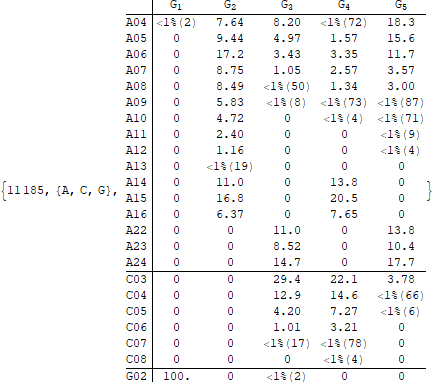 G1 G2 G3 G4 G5
A04 <1%(2) 7.64 8.20 <1%(72) 18.3
A05 0 9.44 4.97 1.57 15.6
A06 0 17.2 3.43 3.35 11.7
A07 0 8.75 1.05 2.57 3.57
A08 0 8.49 <1%(50) 1.34 3.00
A09 0 5.83 <1%(8) <1%(73) <1%(87)
A10 0 4.72 0 <1%(4) <1%(71)
A11 0 2.40 0 0 <1%(9)
A12 0 1.16 0 0 <1%(4)
A13 0 <1%(19) 0 0 0
{11185, {A, C, G}, A14 0 11.0 0 13.8 0 }
A15 0 16.8 0 20.5 0
A16 0 6.37 0 7.65 0
A22 0 0 11.0 0 13.8
A23 0 0 8.52 0 10.4
A24 0 0 14.7 0 17.7
C03 0 0 29.4 22.1 3.78
C04 0 0 12.9 14.6 <1%(66)
C05 0 0 4.20 7.27 <1%(6)
C06 0 0 1.01 3.21 0
C07 0 0 <1%(17) <1%(78) 0
C08 0 0 0 <1%(4) 0
G02 100. 0 <1%(2) 0 0